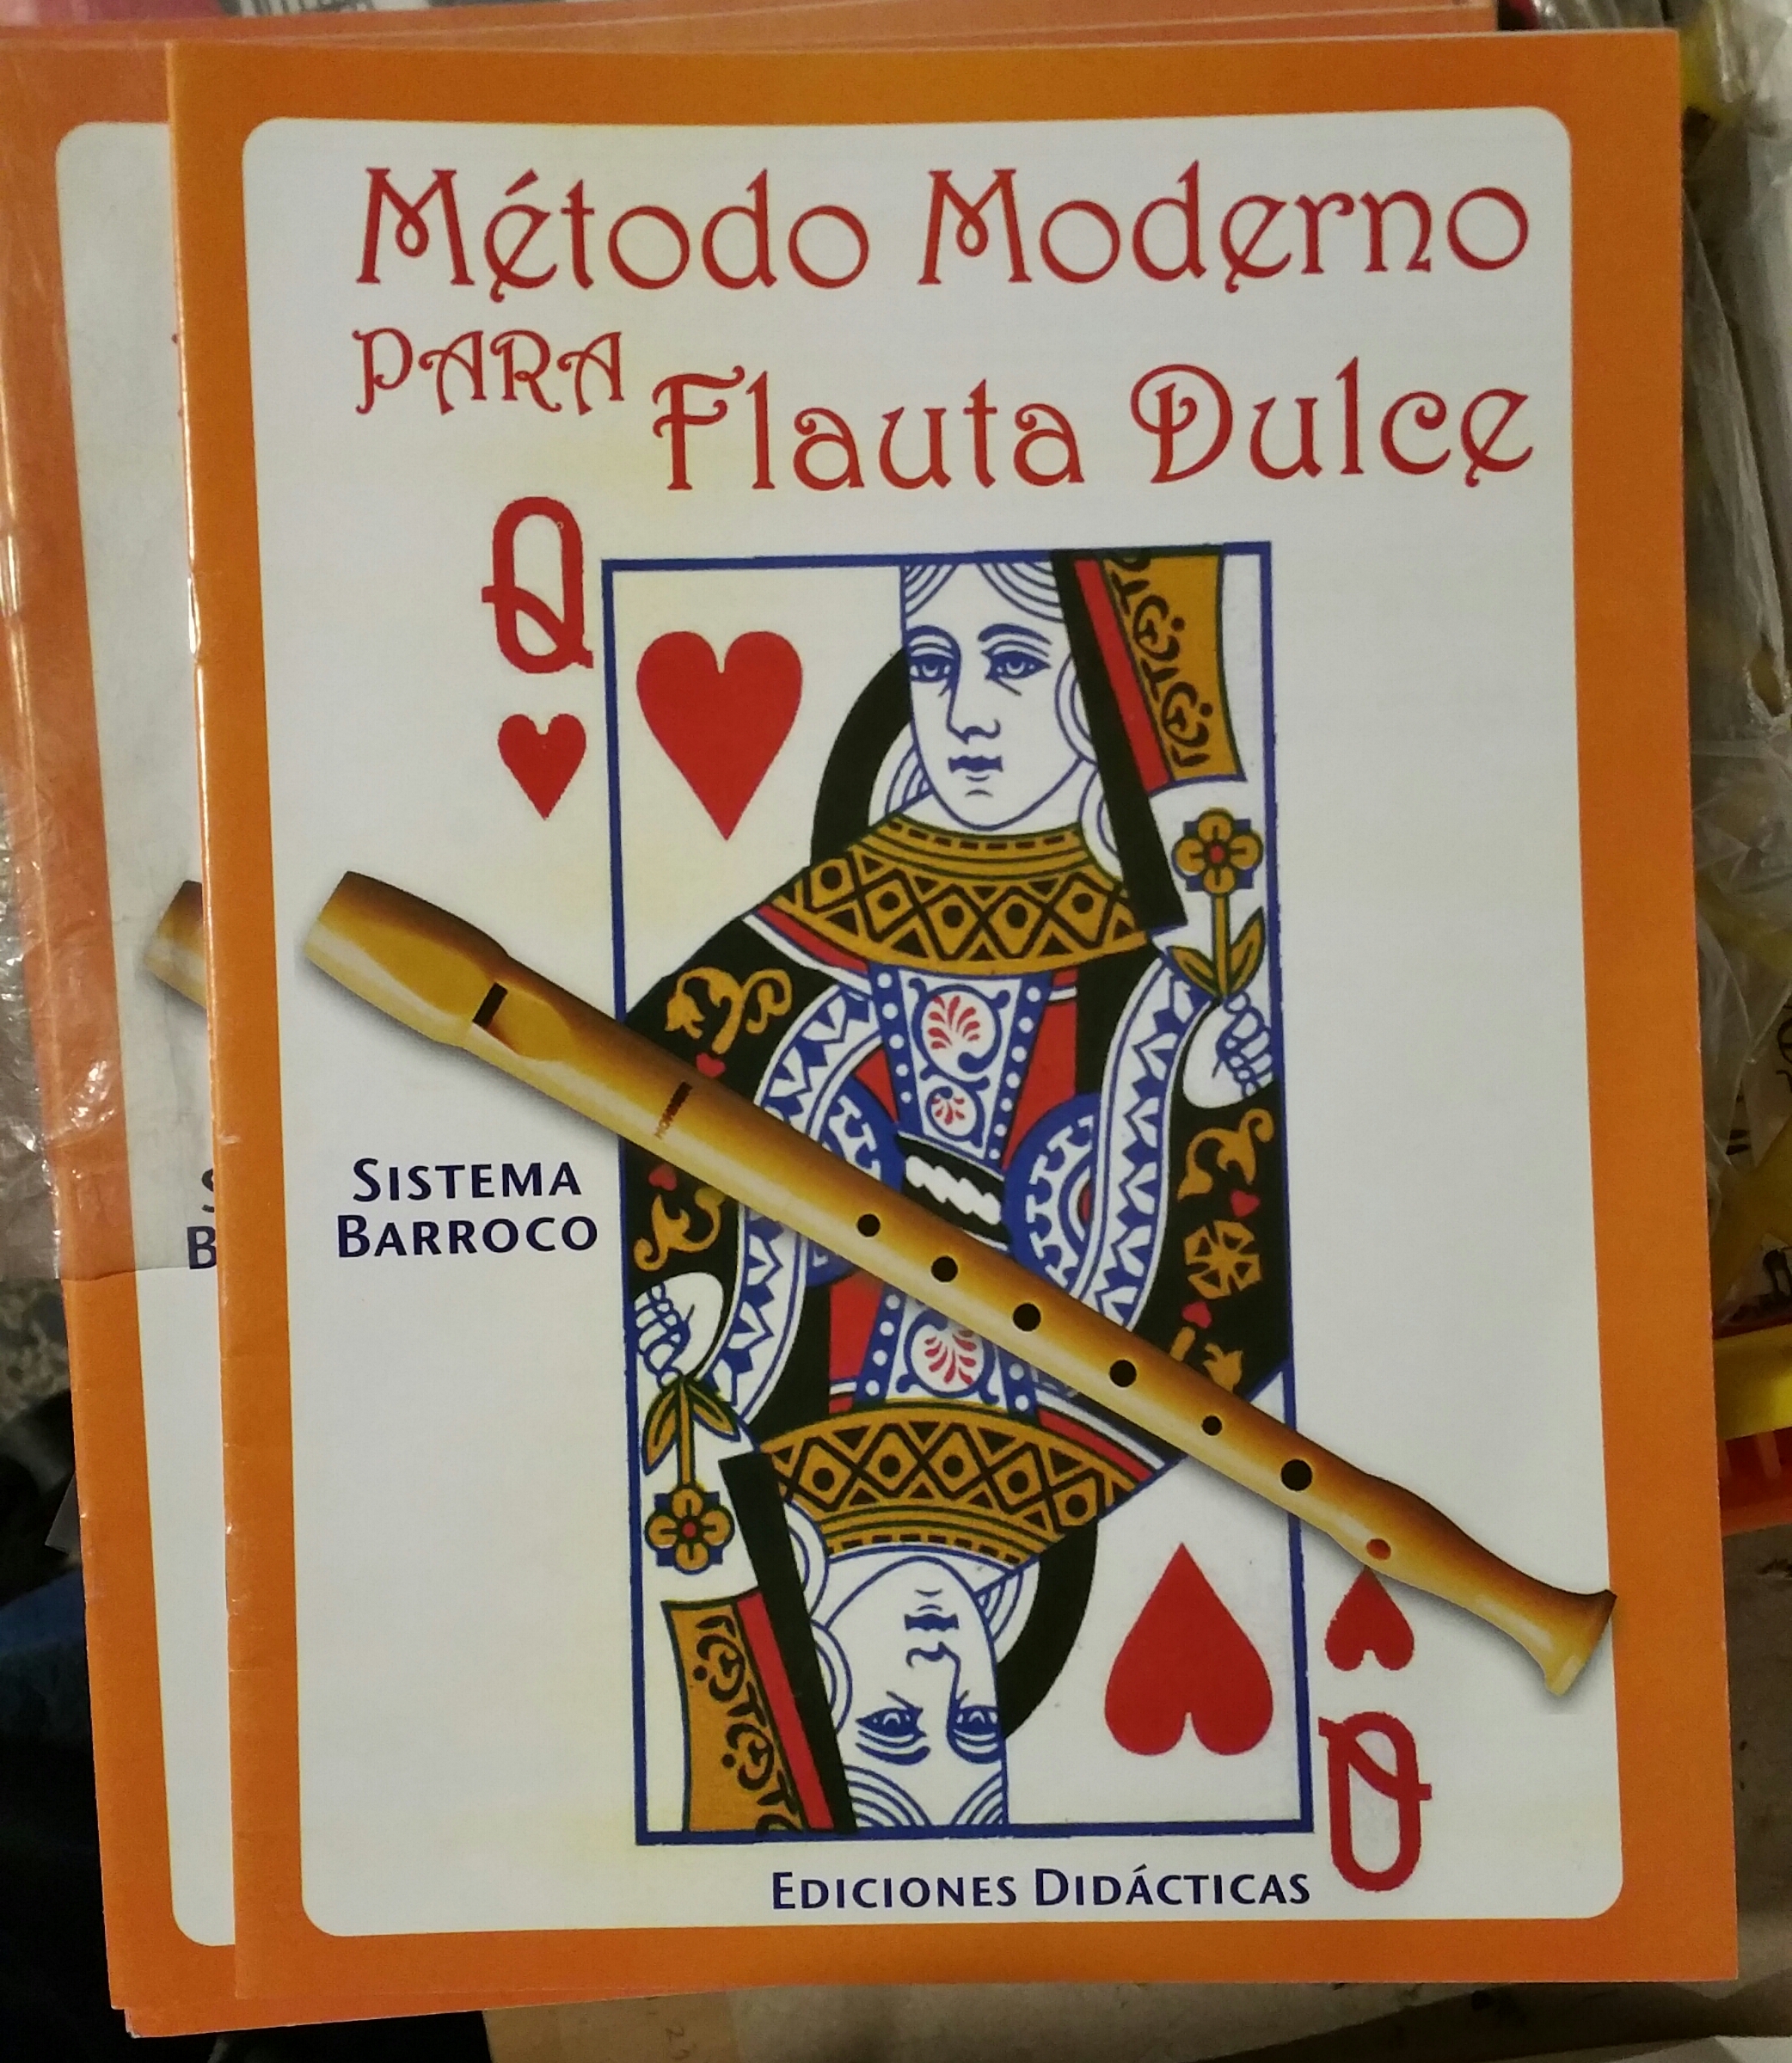 Método Moderno
PARA Flauta Dulce
Q
SISTEMA
BARROCO
EDICIONES DIDÁCTICAS
Q